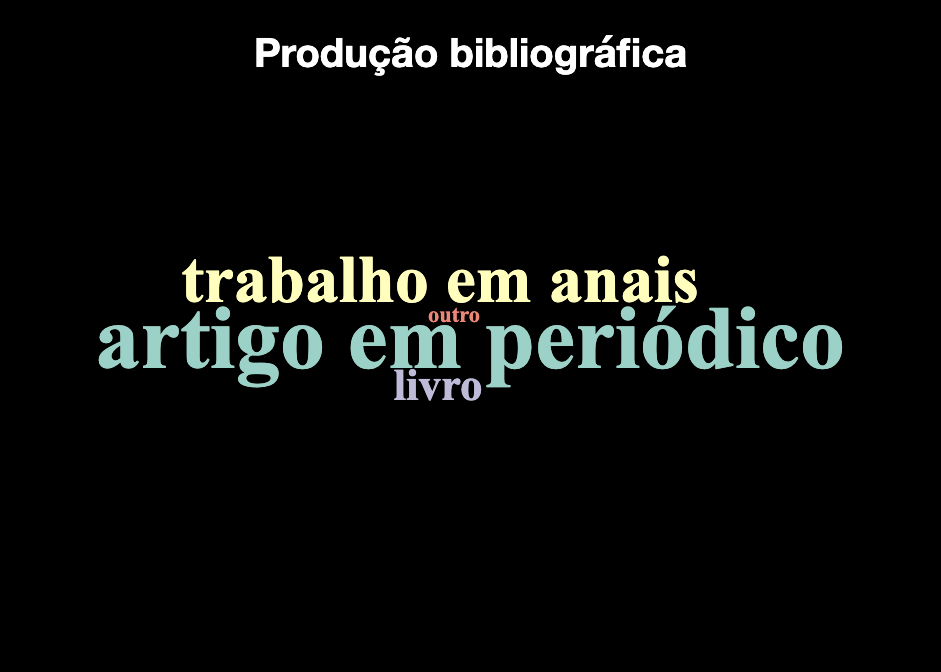 Produção bibliográfica
trabalho em anais
outro
artigo em periódico
livro